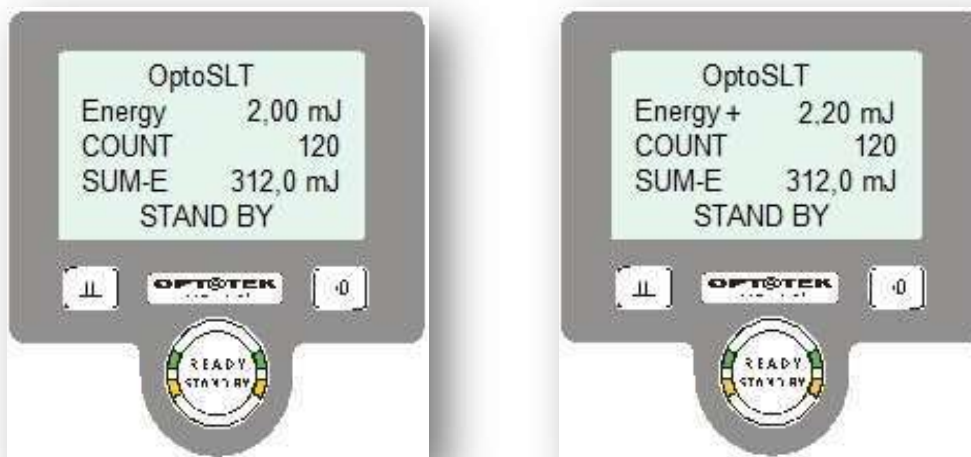 OptoSLT
Energy 2,00 mJ
COUNT 120
SUM-E 312,0 mJ
STAND BY
OPTOTEK
READY
STAND BY
OptoSLT
Energy + 2,20 mJ
COUNT 120
SUM-E 312,0 mJ
STAND BY
OPTOTEK
READY
STAND BY